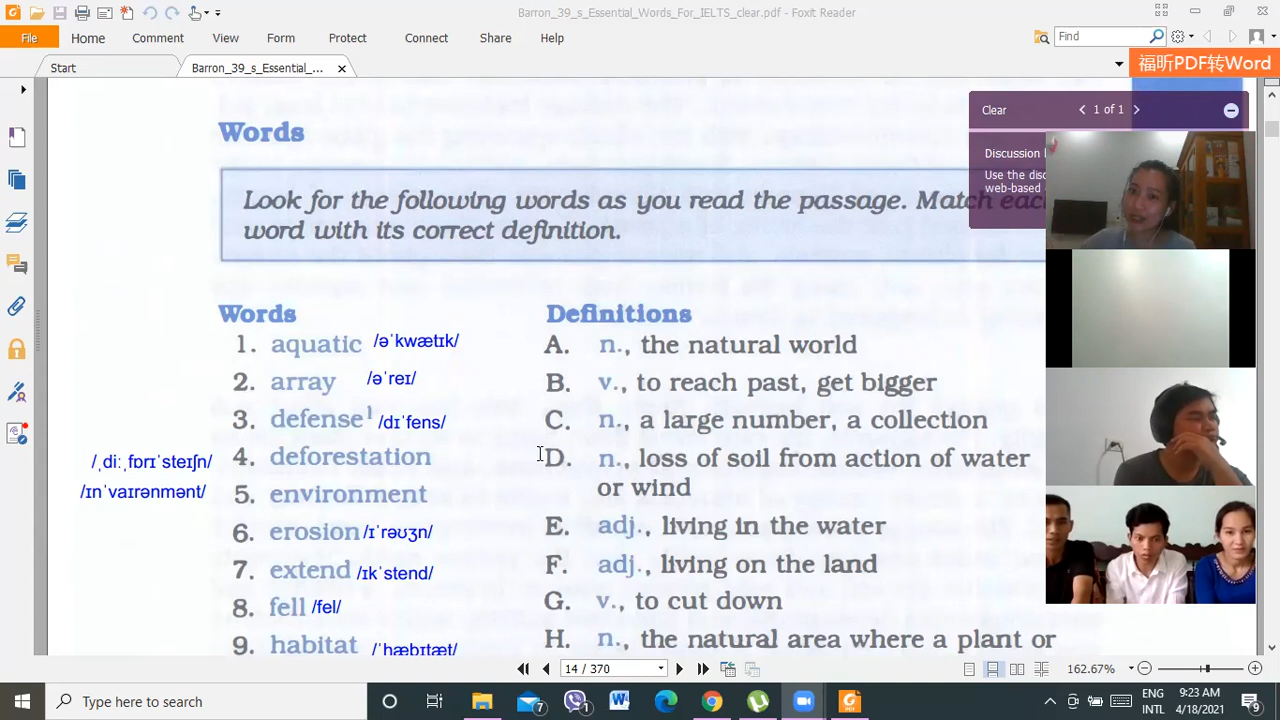 Barron_39_s_Essential_Words_For_IELTS_clear.pdf - Foxit Reader
File Home Comment View Form Protect Connect Share Help Find
Start Barron_39_s_Essential_...
福昕PDF转Word
Clear 1 of 1
Words
Discussion
Use the disc
web-based
Look for the following words as you read the passage. Match each
word with its correct definition.
Words Definitions
1. aquatic /əˈkwætɪk/ A. n., the natural world
2. array /əˈreɪ/ B. v., to reach past, get bigger
3. defense¹ /dɪˈfens/ C. n., a large number, a collection
/ˌdiːˌfɒrɪˈsteɪʃn/ 4. deforestation D. n., loss of soil from action of water
or wind
/ɪnˈvaɪrənmənt/ 5. environment
6. erosion /ɪˈrəʊʒn/ E. adj., living in the water
7. extend /ɪkˈstend/ F. adj., living on the land
8. fell /fel/ G. v., to cut down
9. habitat /ˈhæbɪtæt/ H. n., the natural area where a plant or
14 / 370 162.67%
Type here to search 7 1 ENG 9:23 AM
INTL 4/18/2021 9